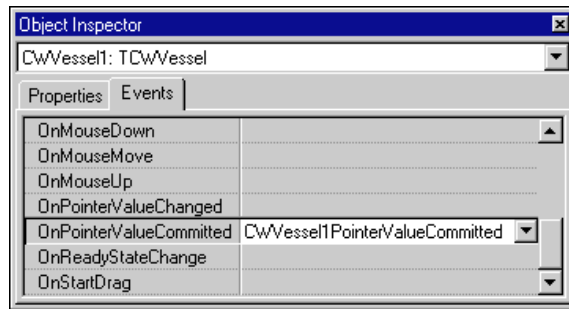 Object Inspector
CWVessel1: TCWVessel
Properties Events
OnMouseDown
OnMouseMove
OnMouseUp
OnPointerValueChanged
OnPointerValueCommitted CWVessel1PointerValueCommitted
OnReadyStateChange
OnStartDrag